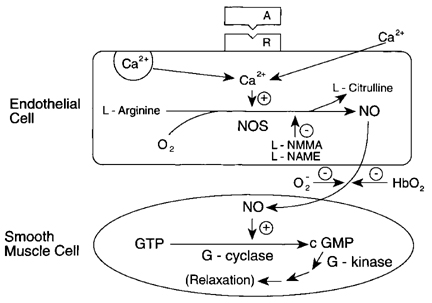 A
R
Ca2+
Ca2+
Ca2+
+
L - Citrulline
Endothelial
Cell
L - Arginine
NO
NOS
O2
-
L - NMMA
L - NAME
O2-
-
-
HbO2
NO
+
Smooth
Muscle Cell
GTP
c GMP
G - cyclase
G - kinase
(Relaxation)